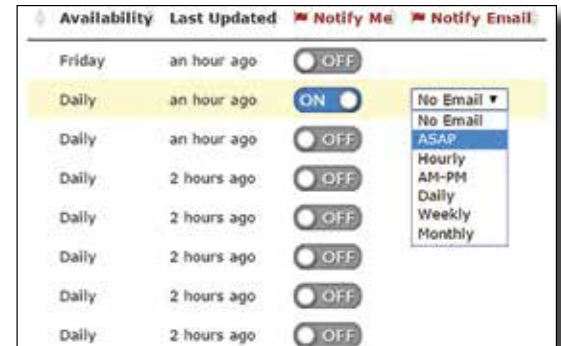 Availability Last Updated Notify Me Notify Email
Friday an hour ago OFF
Daily an hour ago ON No Email
No Email
ASAP
Daily an hour ago OFF
Hourly
Daily 2 hours ago OFF AM-PM
Daily
Daily 2 hours ago OFF Weekly
Monthly
Daily 2 hours ago OFF
Daily 2 hours ago OFF
Daily 2 hours ago OFF